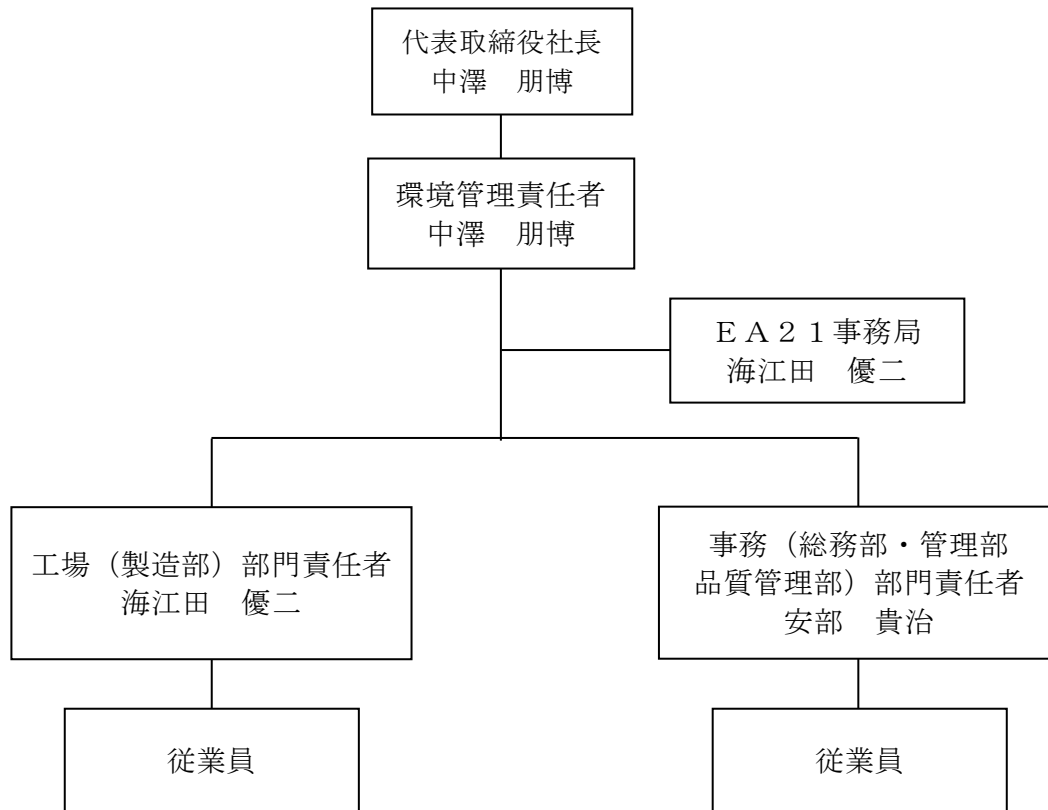 代表取締役社長
中澤　朋博
環境管理責任者
中澤　朋博
ＥＡ２１事務局
海江田　優二
工場（製造部）部門責任者
海江田　優二
事務（総務部・管理部
品質管理部）部門責任者
安部　貴治
従業員
従業員